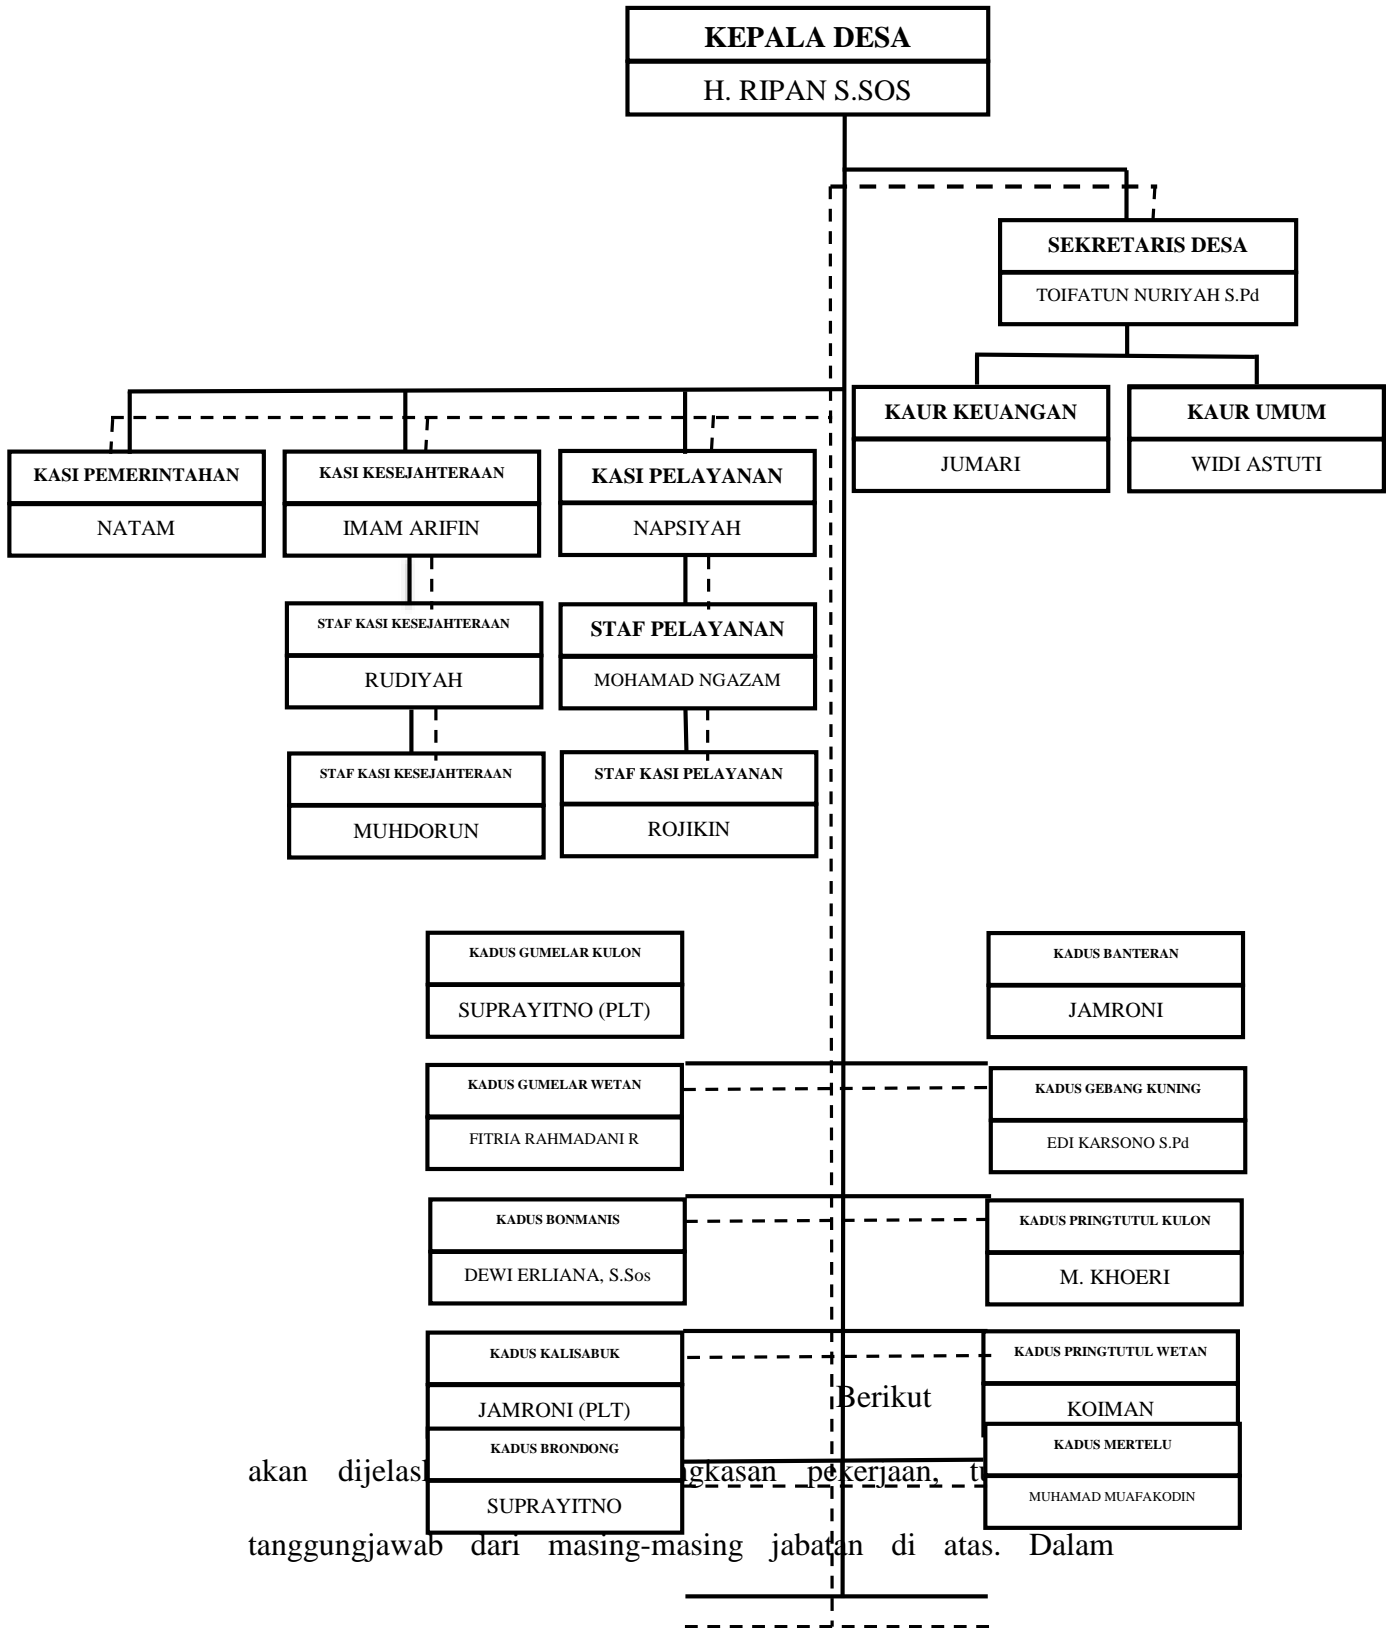 KEPALA DESA
H. RIPAN S.SOS
SEKRETARIS DESA
TOIFATUN NURIYAH S.Pd
KAUR KEUANGAN
JUMARI
KAUR UMUM
WIDI ASTUTI
KASI PEMERINTAHAN
NATAM
KASI KESEJAHTERAAN
IMAM ARIFIN
KASI PELAYANAN
NAPSIYAH
STAF KASI KESEJAHTERAAN
RUDIYAH
STAF PELAYANAN
MOHAMAD NGAZAM
STAF KASI KESEJAHTERAAN
MUHDORUN
STAF KASI PELAYANAN
ROJIKIN
KADUS GUMELAR KULON
SUPRAYITNO (PLT)
KADUS BANTERAN
JAMRONI
KADUS GUMELAR WETAN
FITRIA RAHMADANI R
KADUS GEBANG KUNING
EDI KARSONO S.Pd
KADUS BONMANIS
DEWI ERLIANA, S.Sos
KADUS PRINGTUTUL KULON
M. KHOERI
KADUS KALISABUK
JAMRONI (PLT)
KADUS PRINGTUTUL WETAN
KOIMAN
KADUS BRONDONG
SUPRAYITNO
KADUS MERTELU
MUHAMAD MUAFAKODIN
Berikut
akan pekerjaan,
tanggungjawab dari masing-masing jabatan di atas. Dalam